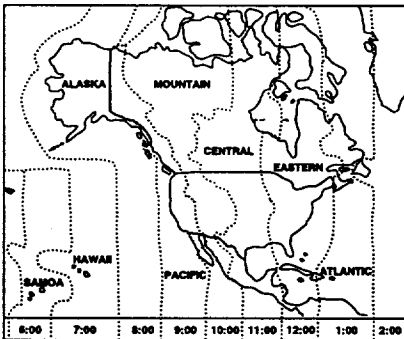 ALASKA MOUNTAIN
CENTRAL
EASTERN
HAWAII
SAMOA PACIFIC ATLANTIC
6:00 7:00 8:00 9:00 10:00 11:00 12:00 1:00 2:00